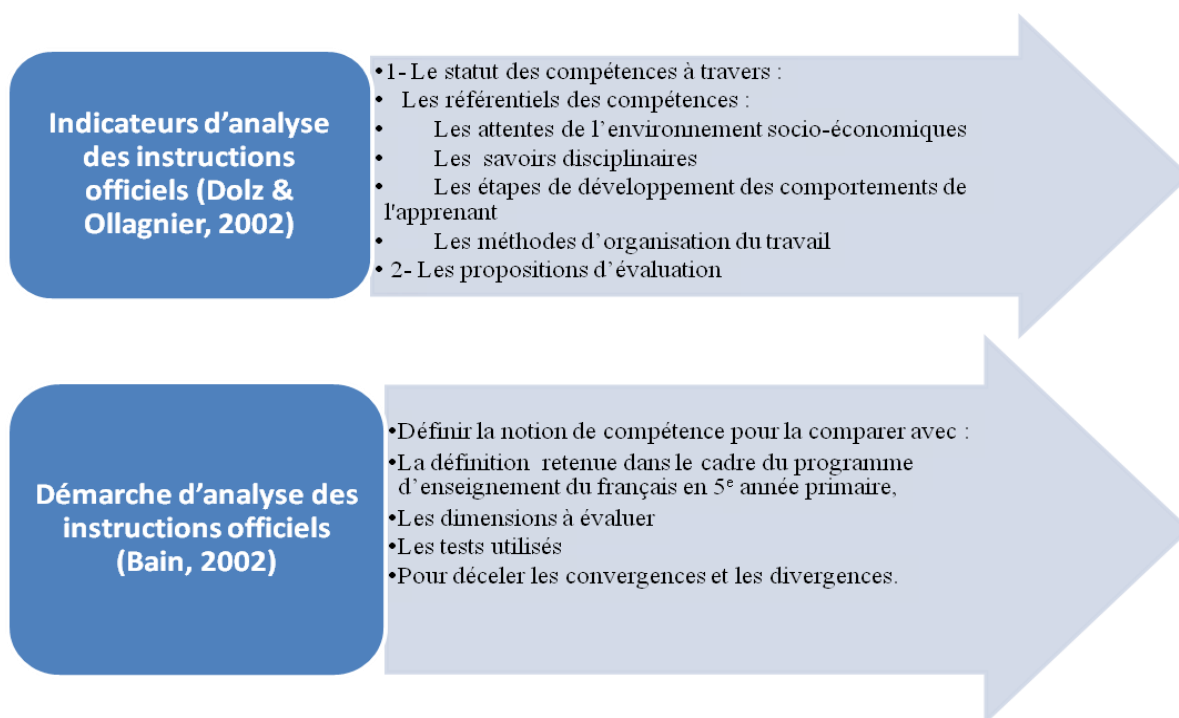 Indicateurs d’analyse
des instructions
officiels (Dolz &
Ollagnier, 2002)
•1- Le statut des compétences à travers :
• Les référentiels des compétences :
• Les attentes de l’environnement socio-économiques
• Les savoirs disciplinaires
• Les étapes de développement des comportements de
l'apprenant
• Les méthodes d’organisation du travail
• 2- Les propositions d’évaluation
Démarche d’analyse des
instructions officiels
(Bain, 2002)
•Définir la notion de compétence pour la comparer avec :
•La définition retenue dans le cadre du programme
d’enseignement du français en 5e année primaire,
•Les dimensions à évaluer
•Les tests utilisés
•Pour déceler les convergences et les divergences.